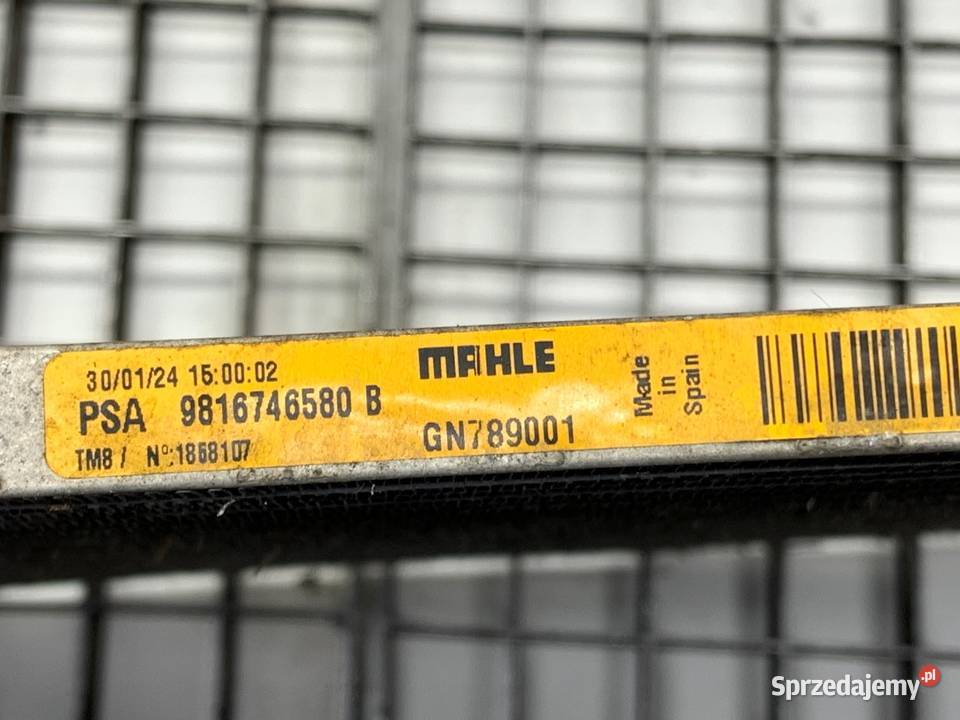 30/01/24 15:00:02
PSA 9816746580 B
TM8 / N°:1858107
MAHLE
GN789001
Made
in
Spain
Sprzedajemy.pl